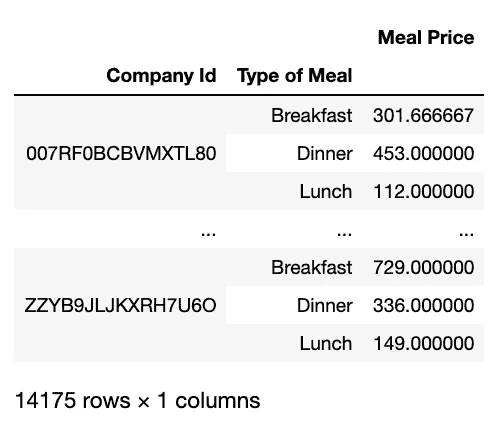 Meal Price
Company Id Type of Meal
Breakfast 301.666667
007RF0BCBVMXTL80 Dinner 453.000000
Lunch 112.000000
... ... ...
Breakfast 729.000000
ZZYB9JLJKXRH7U6O Dinner 336.000000
Lunch 149.000000
14175 rows × 1 columns